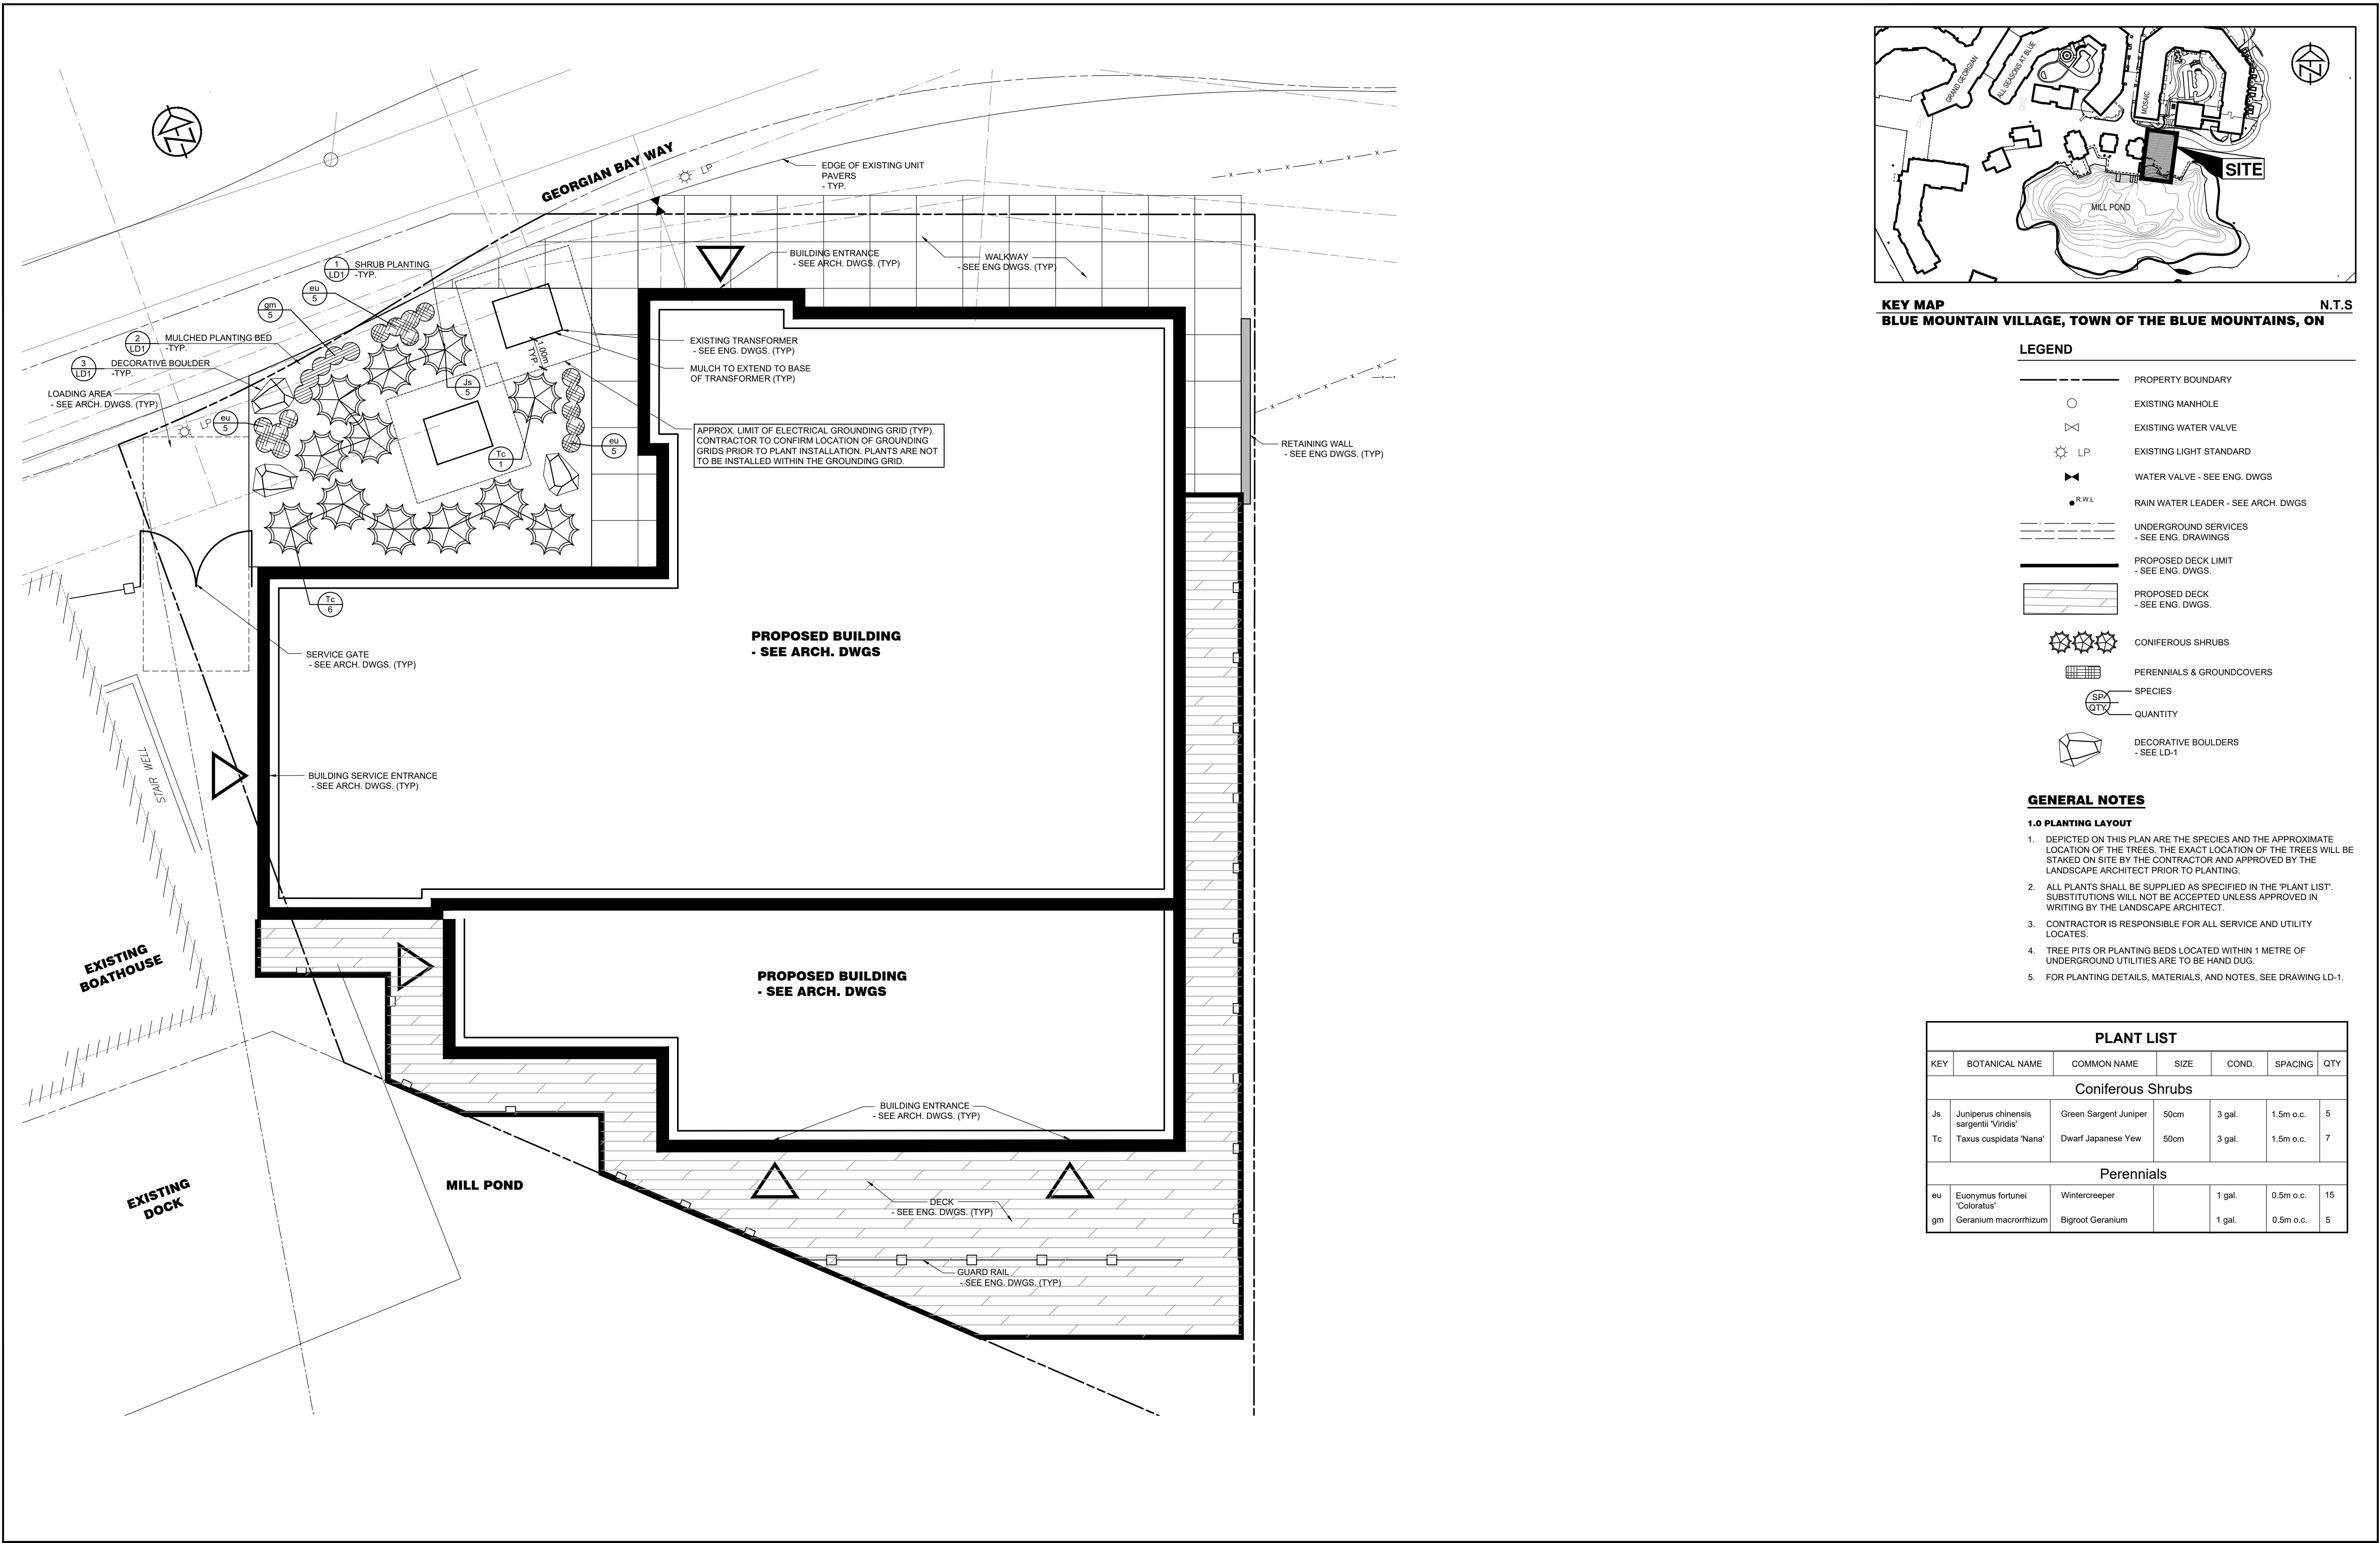 GEORGIAN BAY WAY
LP
EDGE OF EXISTING UNIT
PAVERS
- TYP.
BUILDING ENTRANCE
- SEE ARCH. DWGS. (TYP)
WALKWAY
- SEE ENG DWGS. (TYP)
1
LD1
SHRUB PLANTING
-TYP.
eu
5
gm
5
2
LD1
MULCHED PLANTING BED
-TYP.
3
LD1
DECORATIVE BOULDER
-TYP.
LOADING AREA
- SEE ARCH. DWGS. (TYP)
LP
eu
5
Js
5
1.00m
TYP.
EXISTING TRANSFORMER
- SEE ENG. DWGS. (TYP)
MULCH TO EXTEND TO BASE
OF TRANSFORMER (TYP)
APPROX. LIMIT OF ELECTRICAL GROUNDING GRID (TYP).
CONTRACTOR TO CONFIRM LOCATION OF GROUNDING
GRIDS PRIOR TO PLANT INSTALLATION. PLANTS ARE NOT
TO BE INSTALLED WITHIN THE GROUNDING GRID.
Tc
1
eu
5
RETAINING WALL
- SEE ENG DWGS. (TYP)
Tc
6
SERVICE GATE
- SEE ARCH. DWGS. (TYP)
PROPOSED BUILDING
- SEE ARCH. DWGS
STAIR WELL
BUILDING SERVICE ENTRANCE
- SEE ARCH. DWGS. (TYP)
EXISTING
BOATHOUSE
PROPOSED BUILDING
- SEE ARCH. DWGS
BUILDING ENTRANCE
- SEE ARCH. DWGS. (TYP)
EXISTING
DOCK
MILL POND
DECK
- SEE ENG. DWGS. (TYP)
GUARD RAIL
- SEE ENG. DWGS. (TYP)
GRAND GEORGIAN
ALL SEASONS AT BLUE
MOSAIC
SITE
MILL POND
KEY MAP N.T.S
BLUE MOUNTAIN VILLAGE, TOWN OF THE BLUE MOUNTAINS, ON
LEGEND
PROPERTY BOUNDARY
EXISTING MANHOLE
EXISTING WATER VALVE
LP EXISTING LIGHT STANDARD
WATER VALVE - SEE ENG. DWGS
R.W.L RAIN WATER LEADER - SEE ARCH. DWGS
UNDERGROUND SERVICES
- SEE ENG. DRAWINGS
PROPOSED DECK LIMIT
- SEE ENG. DWGS.
PROPOSED DECK
- SEE ENG. DWGS.
CONIFEROUS SHRUBS
PERENNIALS & GROUNDCOVERS
SP
QTY
SPECIES
QUANTITY
DECORATIVE BOULDERS
- SEE LD-1
GENERAL NOTES
1.0 PLANTING LAYOUT
1. DEPICTED ON THIS PLAN ARE THE SPECIES AND THE APPROXIMATE
LOCATION OF THE TREES. THE EXACT LOCATION OF THE TREES WILL BE
STAKED ON SITE BY THE CONTRACTOR AND APPROVED BY THE
LANDSCAPE ARCHITECT PRIOR TO PLANTING.
2. ALL PLANTS SHALL BE SUPPLIED AS SPECIFIED IN THE 'PLANT LIST'.
SUBSTITUTIONS WILL NOT BE ACCEPTED UNLESS APPROVED IN
WRITING BY THE LANDSCAPE ARCHITECT.
3. CONTRACTOR IS RESPONSIBLE FOR ALL SERVICE AND UTILITY
LOCATES.
4. TREE PITS OR PLANTING BEDS LOCATED WITHIN 1 METRE OF
UNDERGROUND UTILITIES ARE TO BE HAND DUG.
5. FOR PLANTING DETAILS, MATERIALS, AND NOTES, SEE DRAWING LD-1.
PLANT LIST
KEY BOTANICAL NAME COMMON NAME SIZE COND. SPACING QTY
Coniferous Shrubs
Js Juniperus chinensis Green Sargent Juniper 50cm 3 gal. 1.5m o.c. 5
sargentii 'Viridis'
Tc Taxus cuspidata 'Nana' Dwarf Japanese Yew 50cm 3 gal. 1.5m o.c. 7
Perennials
eu Euonymus fortunei Wintercreeper 1 gal. 0.5m o.c. 15
'Coloratus'
gm Geranium macrorrhizum Bigroot Geranium 1 gal. 0.5m o.c. 5